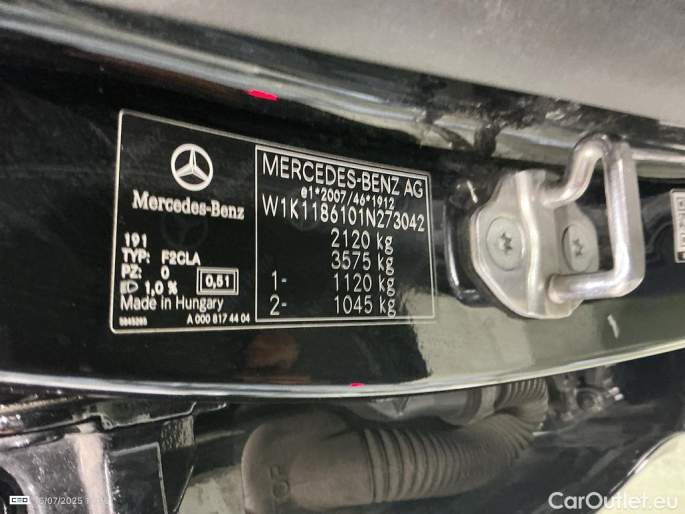 Mercedes-Benz
191
TYP: F2CLA
PZ: 0
1,0 % 0,51
Made in Hungary
A 000 817 44 04
MERCEDES-BENZ AG
e1*2007/46*1912
W1K1186101N273042
2120 kg
3575 kg
1- 1120 kg
2- 1045 kg
CarOutlet.eu